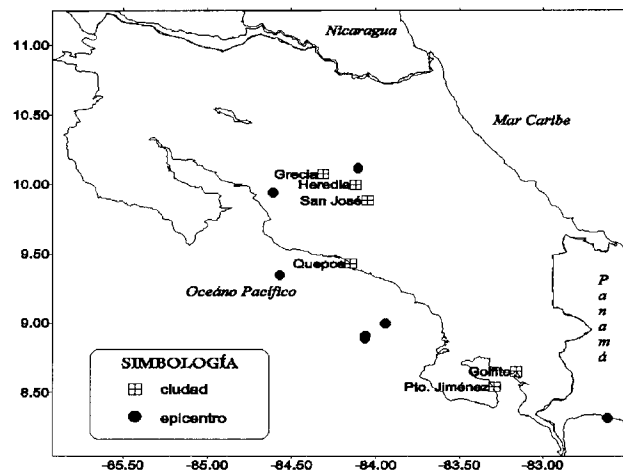 11.00
Nicaragua
10.50
Mar Caribe
10.00
Grecia
Heredia
San José
9.50
Quepos
Oceáno Pacífico
Panamá
9.00
SIMBOLOGÍA
ciudad
epicentro
8.50
Golfito
Pto. Jiménez
-85.50
-85.00
-84.50
-84.00
-83.50
-83.00